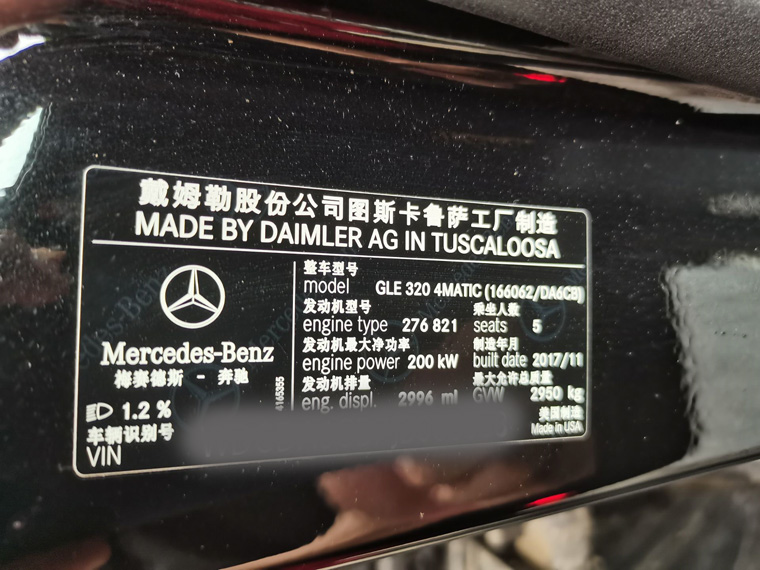 戴姆勒股份公司图斯卡鲁萨工厂制造
MADE BY DAIMLER AG IN TUSCALOOSA
Mercedes-Benz
梅赛德斯 - 奔驰
1.2 %
车辆识别号
VIN
4165355
整车型号
model GLE 320 4MATIC (166062/DA6CB)
发动机型号 乘坐人数
engine type 276 821 seats 5
发动机最大净功率 制造年月
engine power 200 kW built date 2017/11
发动机排量 最大允许总质量
eng. displ. 2996 ml GVW 2950 kg
美国制造
Made in USA